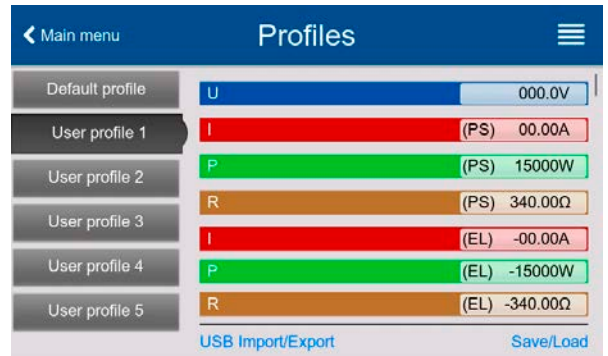 Main menu
Profiles
Default profile
User profile 1
User profile 2
User profile 3
User profile 4
User profile 5
U 000.0V
I (PS) 00.00A
P (PS) 15000W
R (PS) 340.00Ω
I (EL) -00.00A
P (EL) -15000W
R (EL) -340.00Ω
USB Import/Export
Save/Load